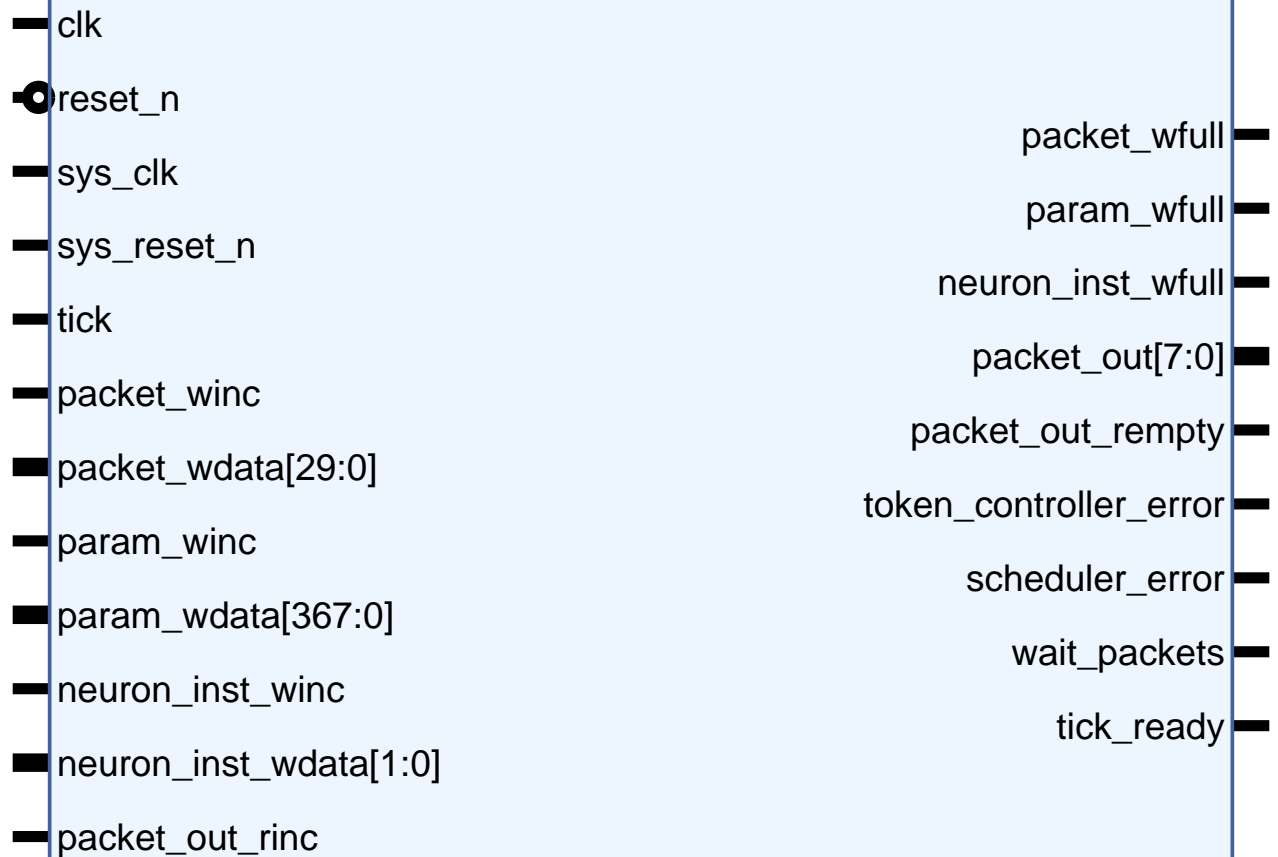 clk
reset_n
sys_clk
sys_reset_n
tick
packet_winc
packet_wdata[29:0]
param_winc
param_wdata[367:0]
neuron_inst_winc
neuron_inst_wdata[1:0]
packet_out_rinc
packet_wfull
param_wfull
neuron_inst_wfull
packet_out[7:0]
packet_out_rempty
token_controller_error
scheduler_error
wait_packets
tick_ready